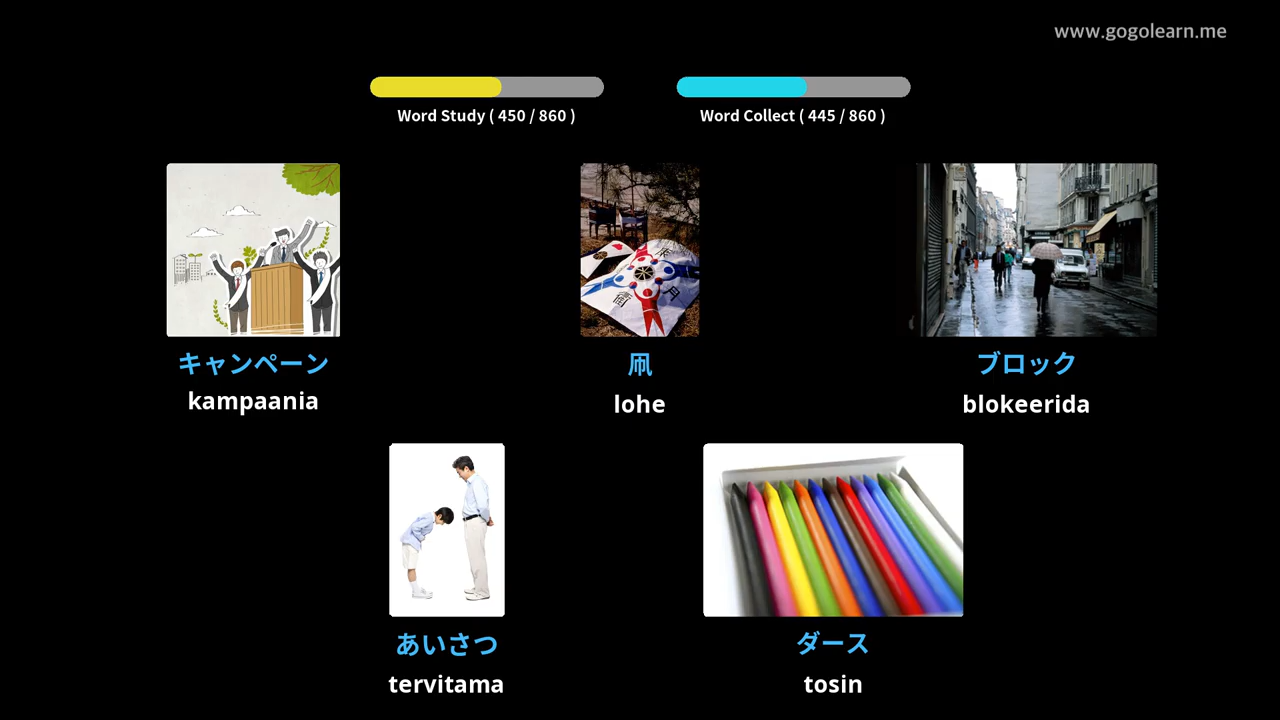 www.gogolearn.me
Word Study ( 450 / 860 )
Word Collect ( 445 / 860 )
キャンペーン
kampaania
凧
lohe
ブロック
blokeerida
あいさつ
tervitama
ダース
tosin